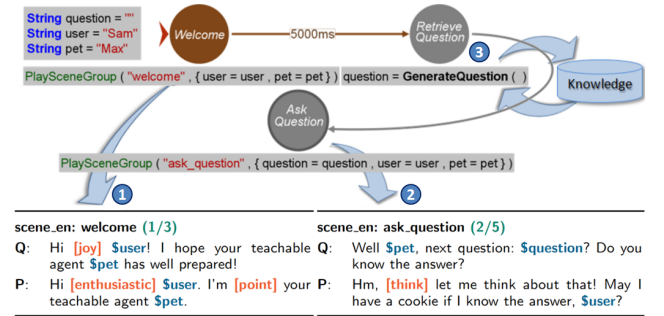 String question = ""
String user = "Sam"
String pet = "Max"
Welcome
5000ms
Retrieve
Question
3
PlaySceneGroup ( "welcome" , { user = user , pet = pet } ) question = GenerateQuestion ( )
Knowledge
Ask
Question
PlaySceneGroup ( "ask_question" , { question = question , user = user , pet = pet } )
1
2
scene_en: welcome (1/3)
Q: Hi [joy] $user! I hope your teachable
agent $pet has well prepared!
P: Hi [enthusiastic] $user. I'm [point] your
teachable agent $pet.
scene_en: ask_question (2/5)
Q: Well $pet, next question: $question? Do you
know the answer?
P: Hm, [think] let me think about that! May I
have a cookie if I know the answer, $user?